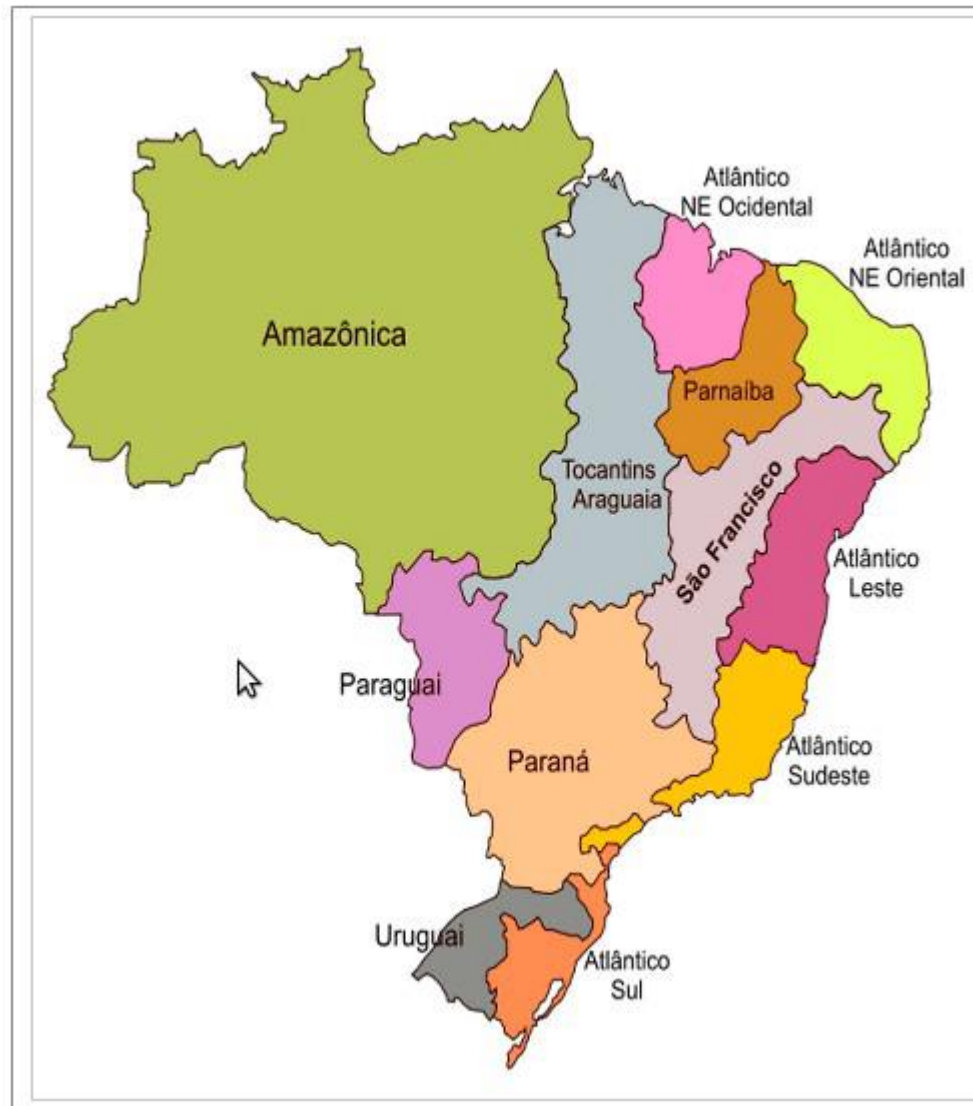 Atlântico
NE Ocidental
Atlântico
NE Oriental
Amazônica
Parnaíba
Tocantins
Araguaia
São Francisco
Atlântico
Leste
Paraguai
Paraná
Atlântico
Sudeste
Uruguai
Atlântico
Sul